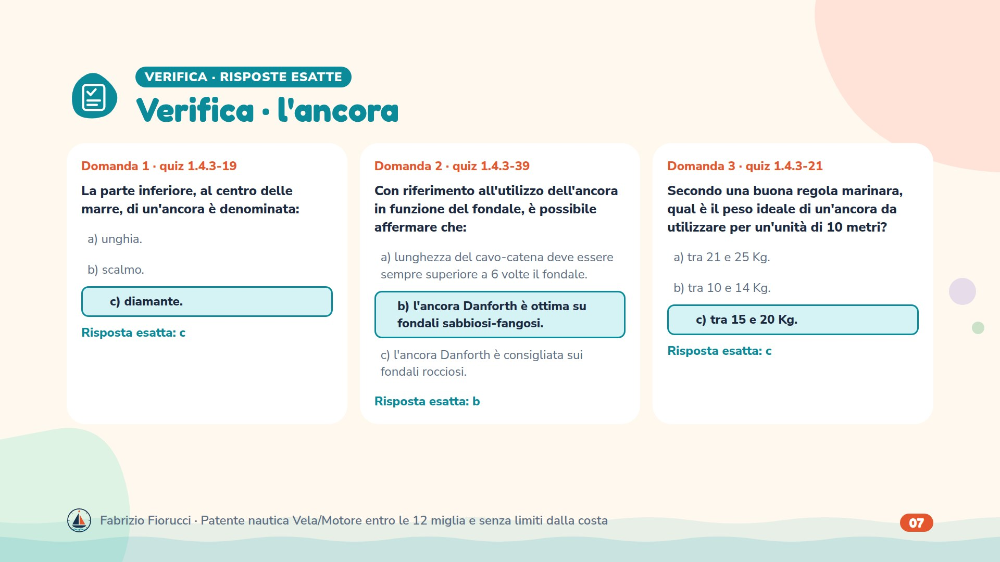 VERIFICA · RISPOSTE ESATTE
Verifica · l'ancora
Domanda 1 · quiz 1.4.3-19
La parte inferiore, al centro delle
marre, di un'ancora è denominata:
a) unghia.
b) scalmo.
c) diamante.
Risposta esatta: c
Domanda 2 · quiz 1.4.3-39
Con riferimento all'utilizzo dell'ancora
in funzione del fondale, è possibile
affermare che:
a) lunghezza del cavo-catena deve essere
sempre superiore a 6 volte il fondale.
b) l'ancora Danforth è ottima su
fondali sabbiosi-fangosi.
c) l'ancora Danforth è consigliata sui
fondali rocciosi.
Risposta esatta: b
Domanda 3 · quiz 1.4.3-21
Secondo una buona regola marinara,
qual è il peso ideale di un'ancora da
utilizzare per un'unità di 10 metri?
a) tra 21 e 25 Kg.
b) tra 10 e 14 Kg.
c) tra 15 e 20 Kg.
Risposta esatta: c
Fabrizio Fiorucci · Patente nautica Vela/Motore entro le 12 miglia e senza limiti dalla costa
07